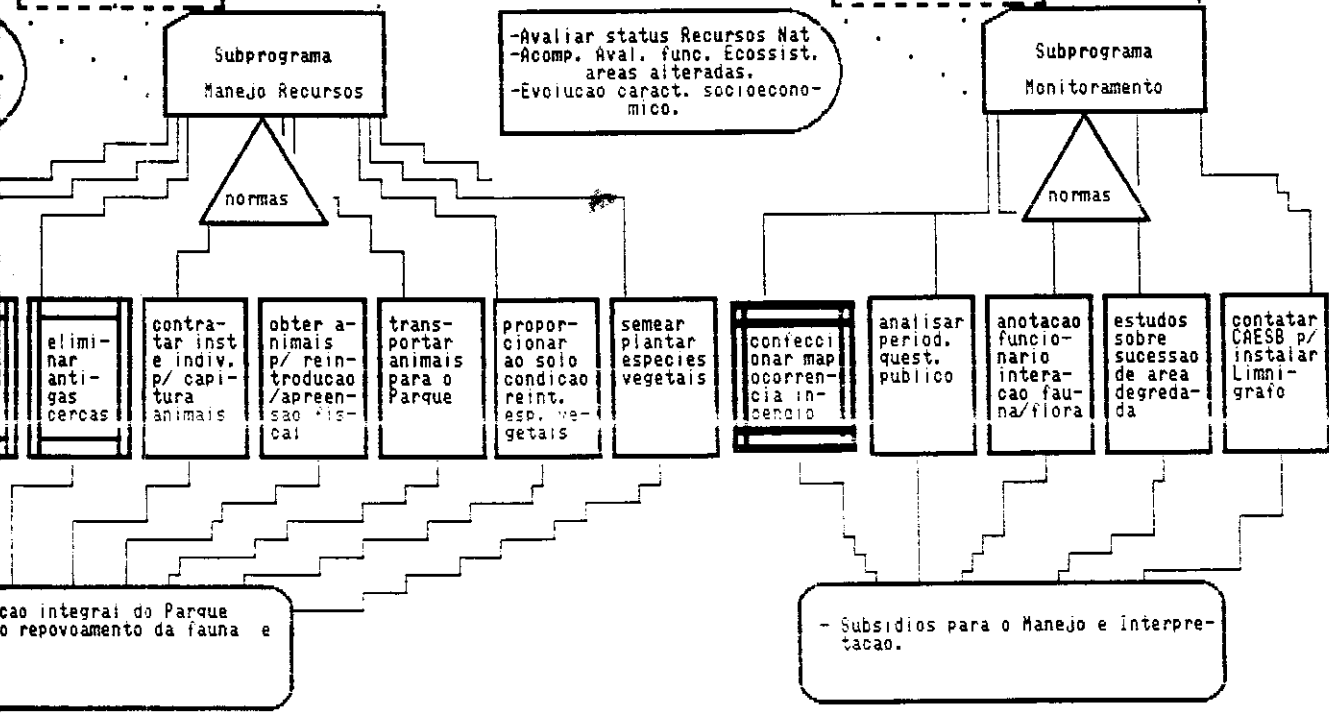 Subprograma
Manejo Recursos
-Avaliar status Recursos Nat
-Acomp. Aval. func. Ecossist.
areas alteradas.
-Evolucao caract. socioecono-
mico.
Subprograma
Monitoramento
normas
normas
elimi-
nar
anti-
gas
cercas
contra-
tar inst
e indiv.
p/ capi-
tura
animais
obter a-
nimais
p/ rein-
troducao
/apreen-
sao fis-
cal
trans-
portar
animais
para o
Parque
propor-
cionar
ao solo
condicao
reint.
esp. ve-
getais
semear
plantar
especies
vegetais
confecci
onar map
ocorren-
cia in-
cendio
analisar
period.
quest.
publico
anotacao
funcio-
nario
intera-
cao fau-
na/flora
estudos
sobre
sucessao
de area
degreda-
da
contatar
CAESB p/
instalar
Limni-
grafo
cao integral do Parque
o repovoamento da fauna e
- Subsidios para o Manejo e Interpre-
tacao.